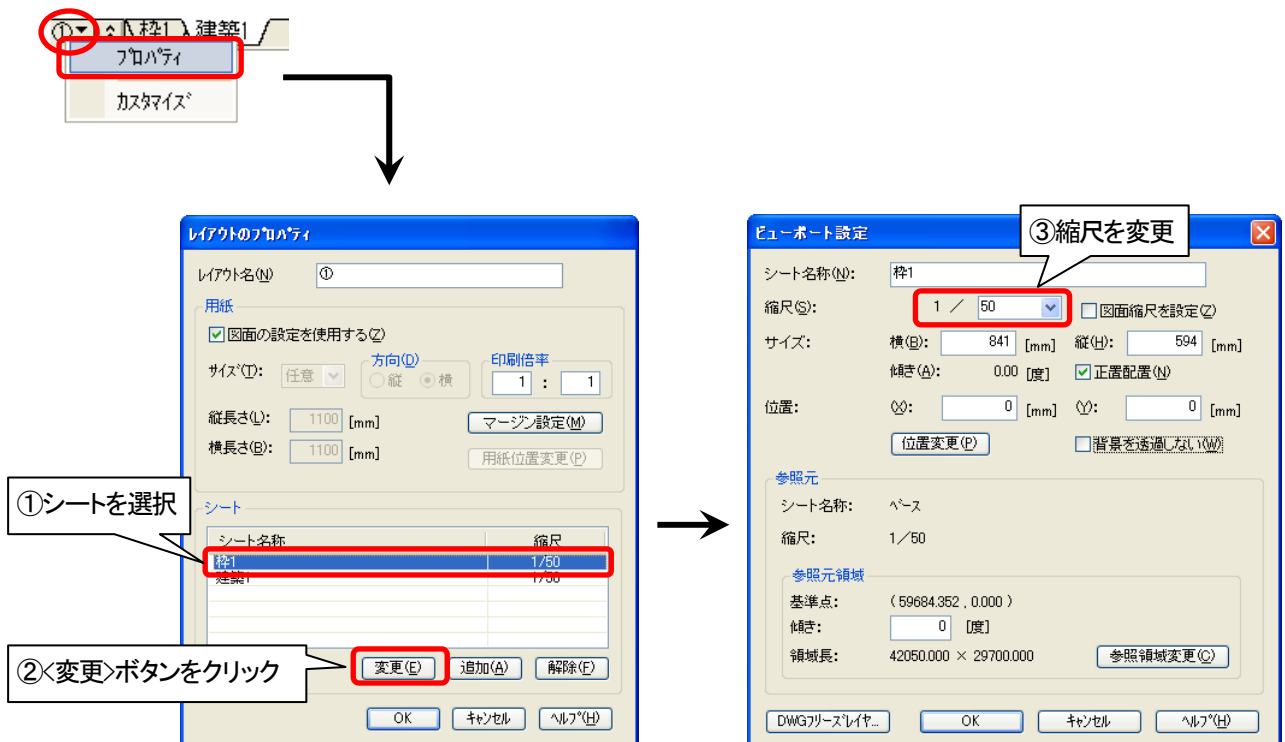 ①▼ 枠1 建築1
プロパティ
カスタマイズ
レイアウトのプロパティ
レイアウト名(N) ①
用紙
図面の設定を使用する(Z)
サイズ(T): 任意 方向(D) 縦 横 印刷倍率 1 : 1
縦長さ(L): 1100 [mm] マージン設定(M)
横長さ(B): 1100 [mm] 用紙位置変更(P)
①シートを選択
シート
シート名称 縮尺
枠1 1/50
建築1 1/50
②<変更>ボタンをクリック
変更(E) 追加(A) 解除(F)
OK キャンセル ヘルプ(H)
ビューポート設定
③縮尺を変更
シート名称(N): 枠1
縮尺(S): 1 / 50 図面縮尺を設定(Z)
サイズ: 横(B): 841 [mm] 縦(H): 594 [mm]
傾き(A): 0.00 [度] 正置配置(N)
位置: (X): 0 [mm] (Y): 0 [mm]
位置変更(P) 背景を透過しない(W)
参照元
シート名称: ベース
縮尺: 1/50
参照元領域
基準点: ( 59684.352 , 0.000 )
傾き: 0 [度]
領域長: 42050.000 × 29700.000 参照領域変更(C)
DWGフリーズレイヤ... OK キャンセル ヘルプ(H)